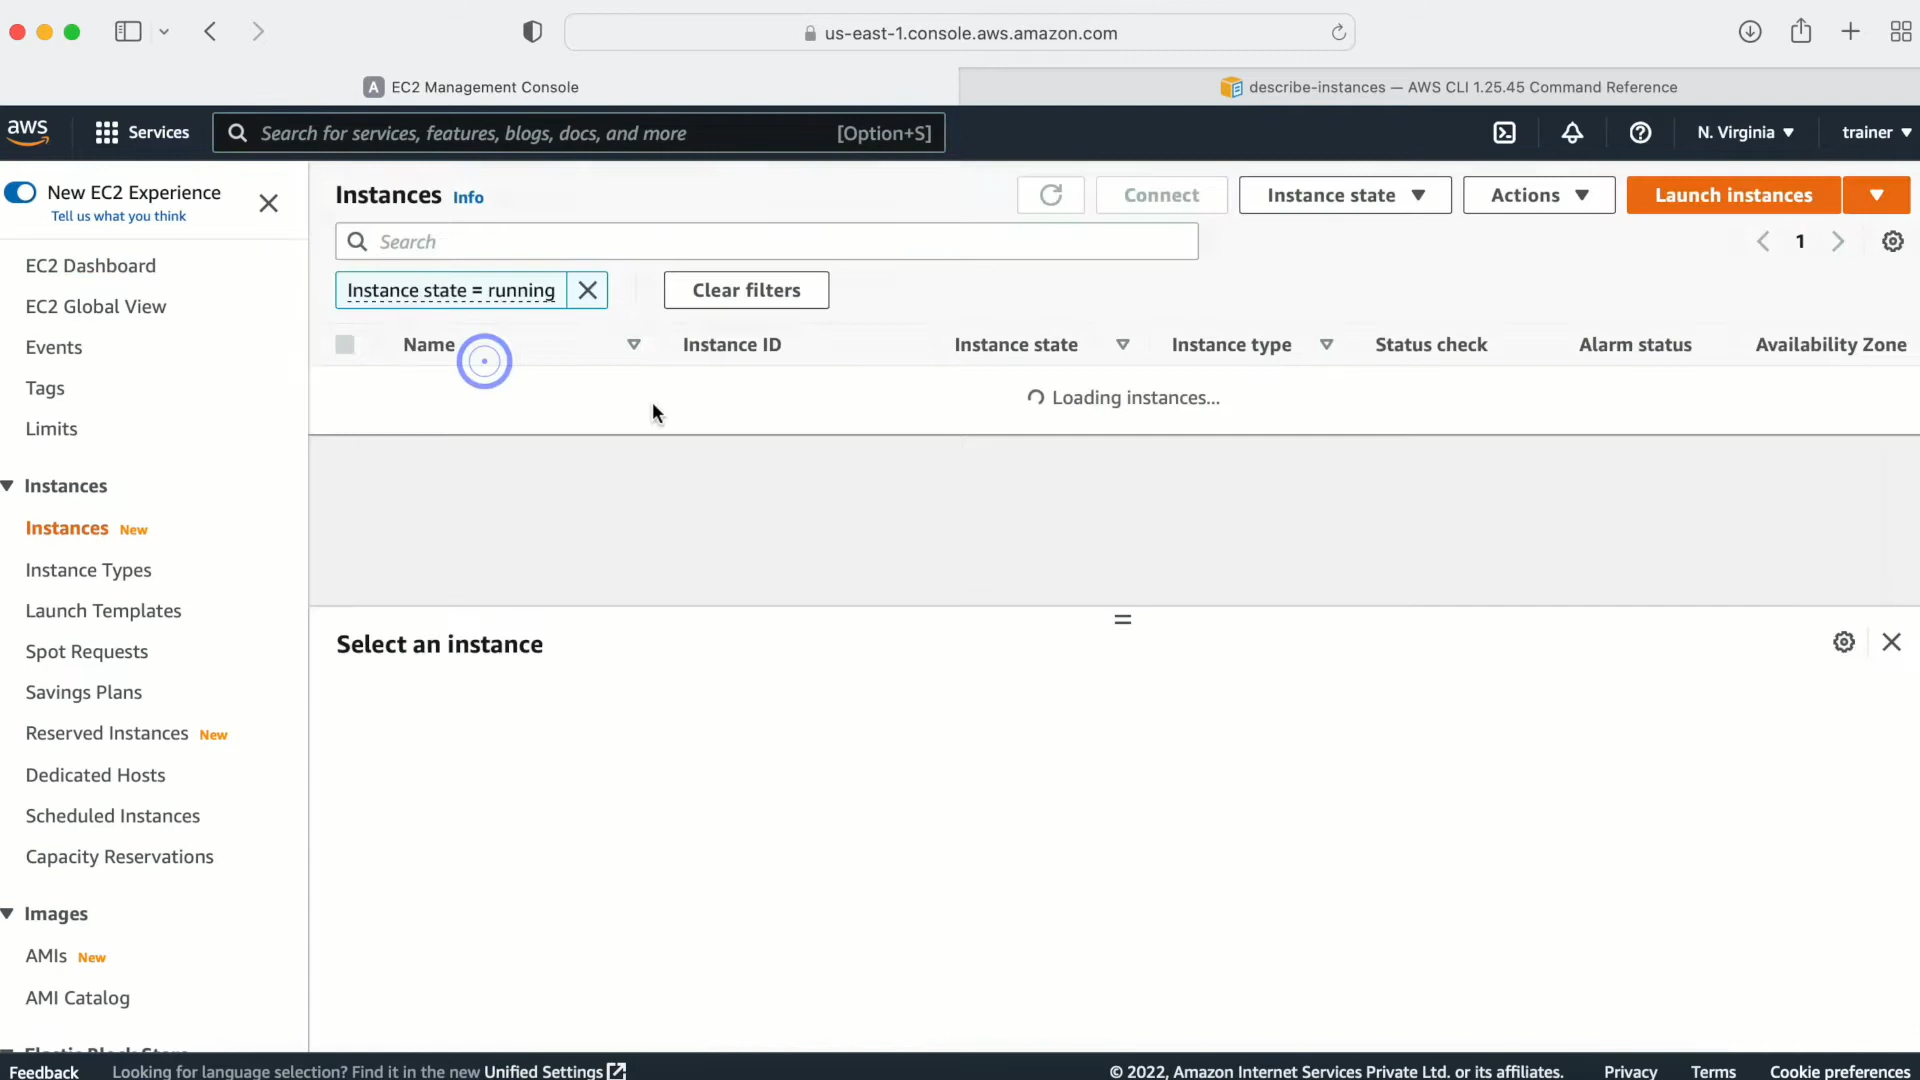 us-east-1.console.aws.amazon.com
A EC2 Management Console
describe-instances — AWS CLI 1.25.45 Command Reference
aws
Services
Search for services, features, blogs, docs, and more [Option+S]
N. Virginia ▼
trainer ▼
New EC2 Experience
Tell us what you think
EC2 Dashboard
EC2 Global View
Events
Tags
Limits
Instances
Instances New
Instance Types
Launch Templates
Spot Requests
Savings Plans
Reserved Instances New
Dedicated Hosts
Scheduled Instances
Capacity Reservations
Images
AMIs New
AMI Catalog
Elastic Block Store
Instances Info
Connect
Instance state ▼
Actions ▼
Launch instances
Search
1
Instance state = running
Clear filters
Name Instance ID Instance state Instance type Status check Alarm status Availability Zone
Loading instances...
Select an instance
Feedback
Looking for language selection? Find it in the new Unified Settings
© 2022, Amazon Internet Services Private Ltd. or its affiliates.
Privacy
Terms
Cookie preferences